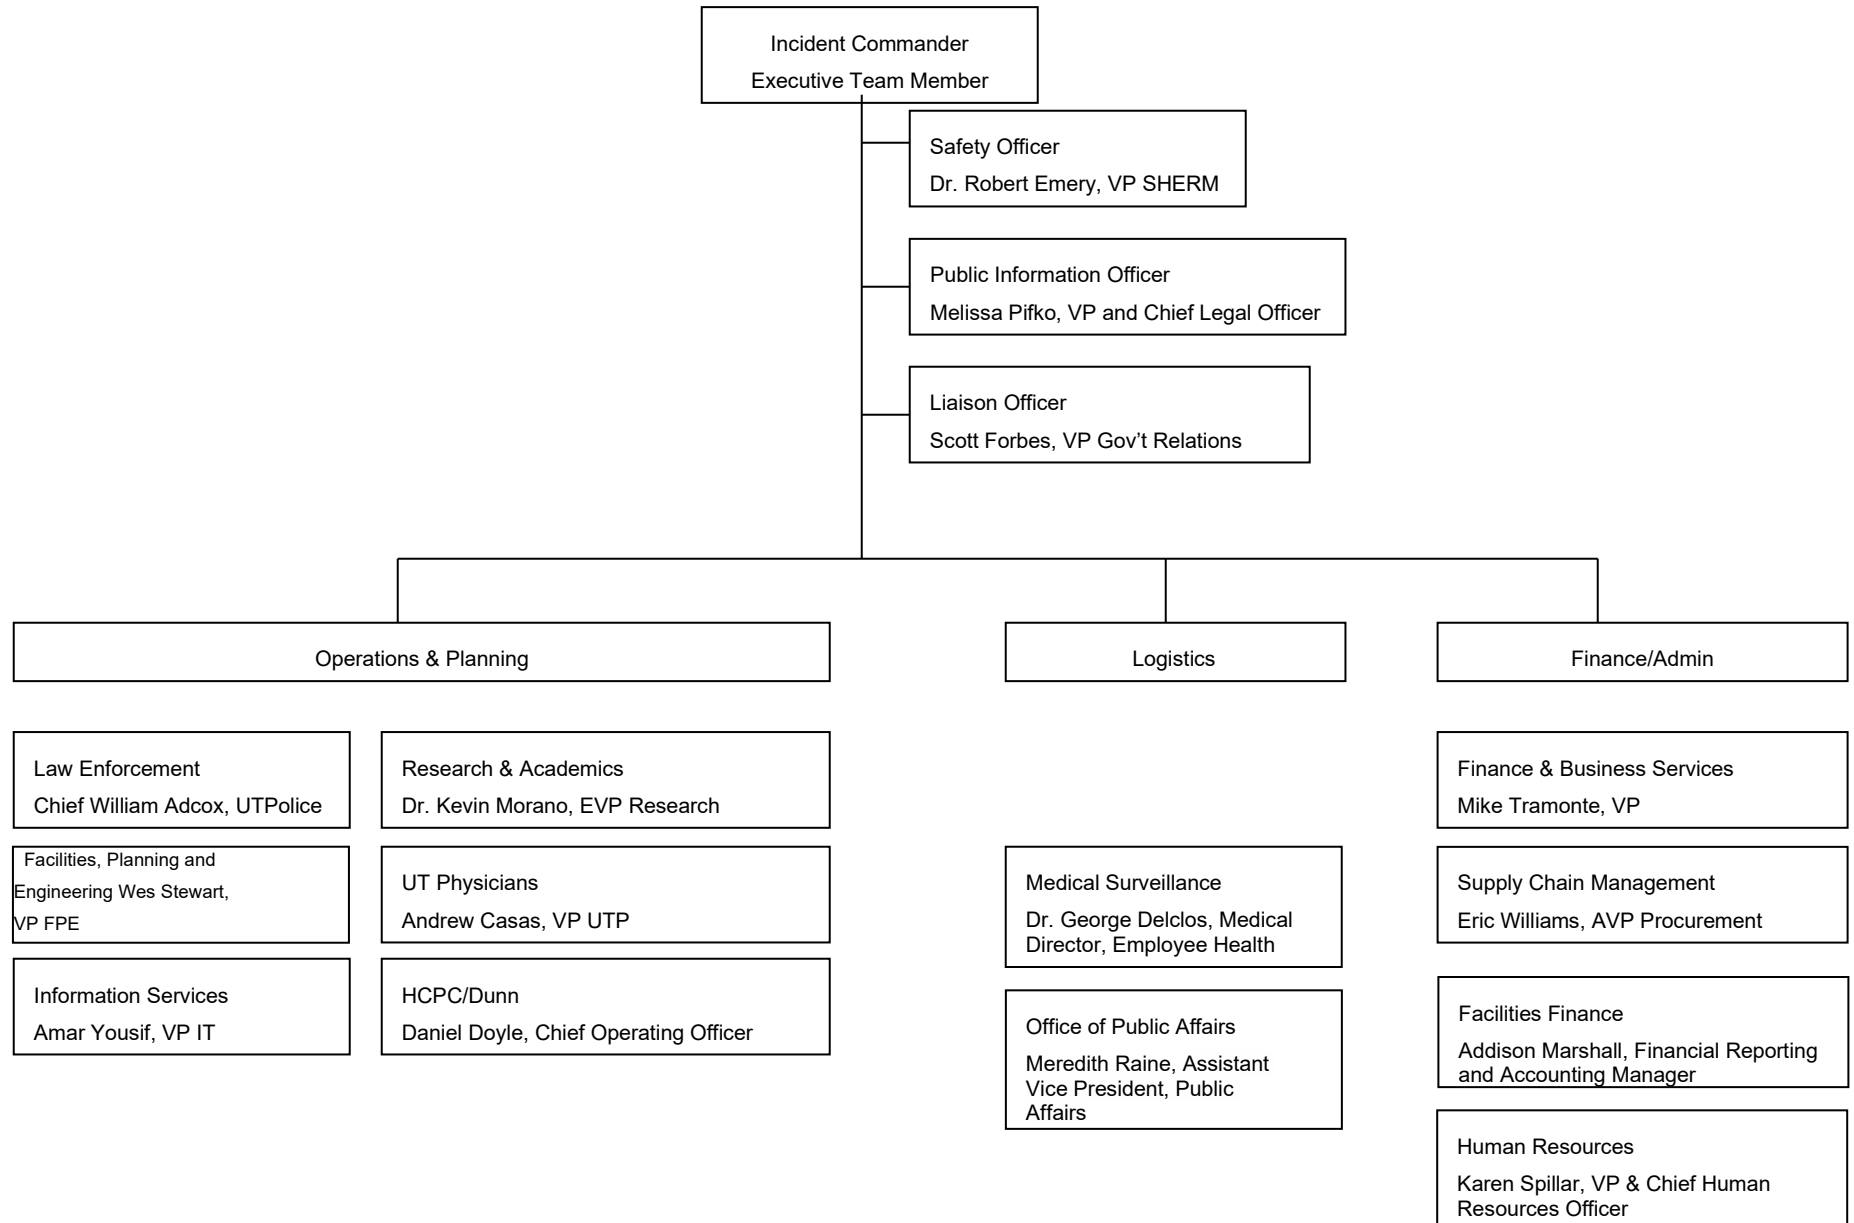 Incident Commander
Executive Team Member
Safety Officer
Dr. Robert Emery, VP SHERM
Public Information Officer
Melissa Pifko, VP and Chief Legal Officer
Liaison Officer
Scott Forbes, VP Gov’t Relations
Operations & Planning
Logistics
Finance/Admin
Law Enforcement
Chief William Adcox, UTPolice
Research & Academics
Dr. Kevin Morano, EVP Research
Finance & Business Services
Mike Tramonte, VP
Facilities, Planning and
Engineering Wes Stewart,
VP FPE
UT Physicians
Andrew Casas, VP UTP
Medical Surveillance
Dr. George Delclos, Medical
Director, Employee Health
Supply Chain Management
Eric Williams, AVP Procurement
Information Services
Amar Yousif, VP IT
HCPC/Dunn
Daniel Doyle, Chief Operating Officer
Office of Public Affairs
Meredith Raine, Assistant
Vice President, Public
Affairs
Facilities Finance
Addison Marshall, Financial Reporting
and Accounting Manager
Human Resources
Karen Spillar, VP & Chief Human
Resources Officer